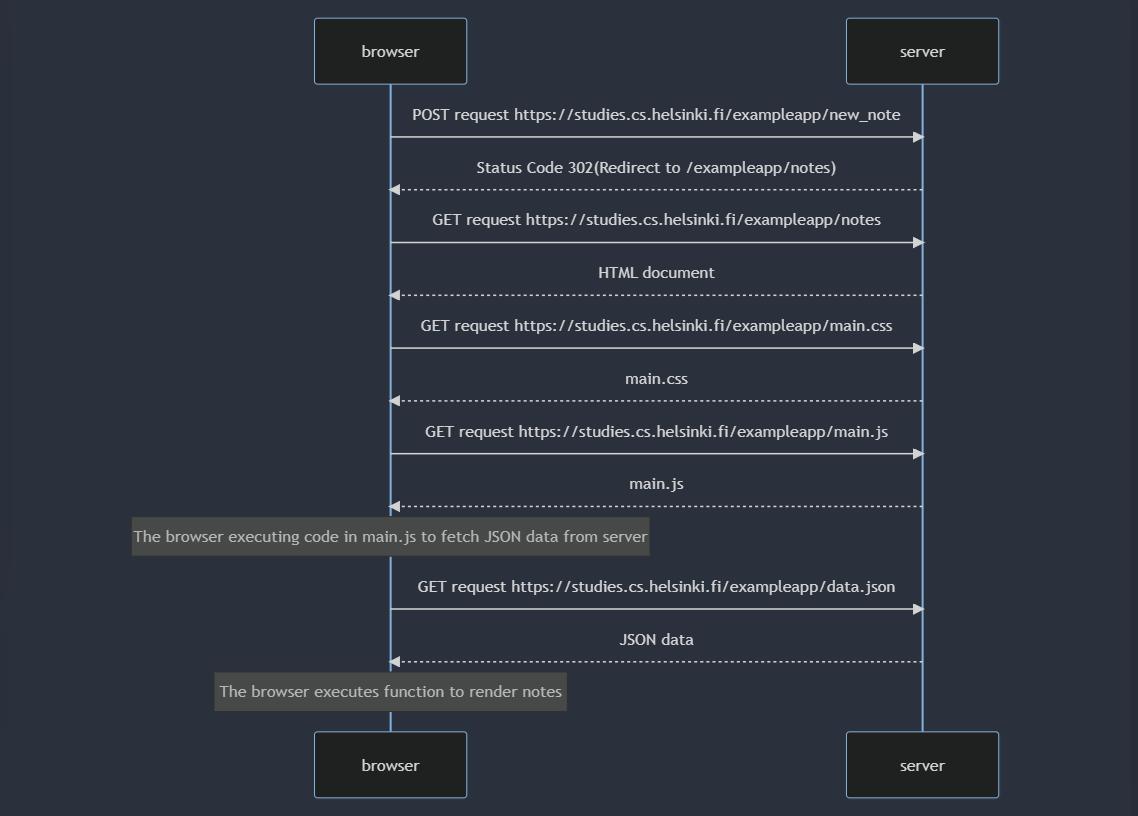 browser
server
POST request https://studies.cs.helsinki.fi/exampleapp/new_note
Status Code 302(Redirect to /exampleapp/notes)
GET request https://studies.cs.helsinki.fi/exampleapp/notes
HTML document
GET request https://studies.cs.helsinki.fi/exampleapp/main.css
main.css
GET request https://studies.cs.helsinki.fi/exampleapp/main.js
main.js
The browser executing code in main.js to fetch JSON data from server
GET request https://studies.cs.helsinki.fi/exampleapp/data.json
JSON data
The browser executes function to render notes
browser
server